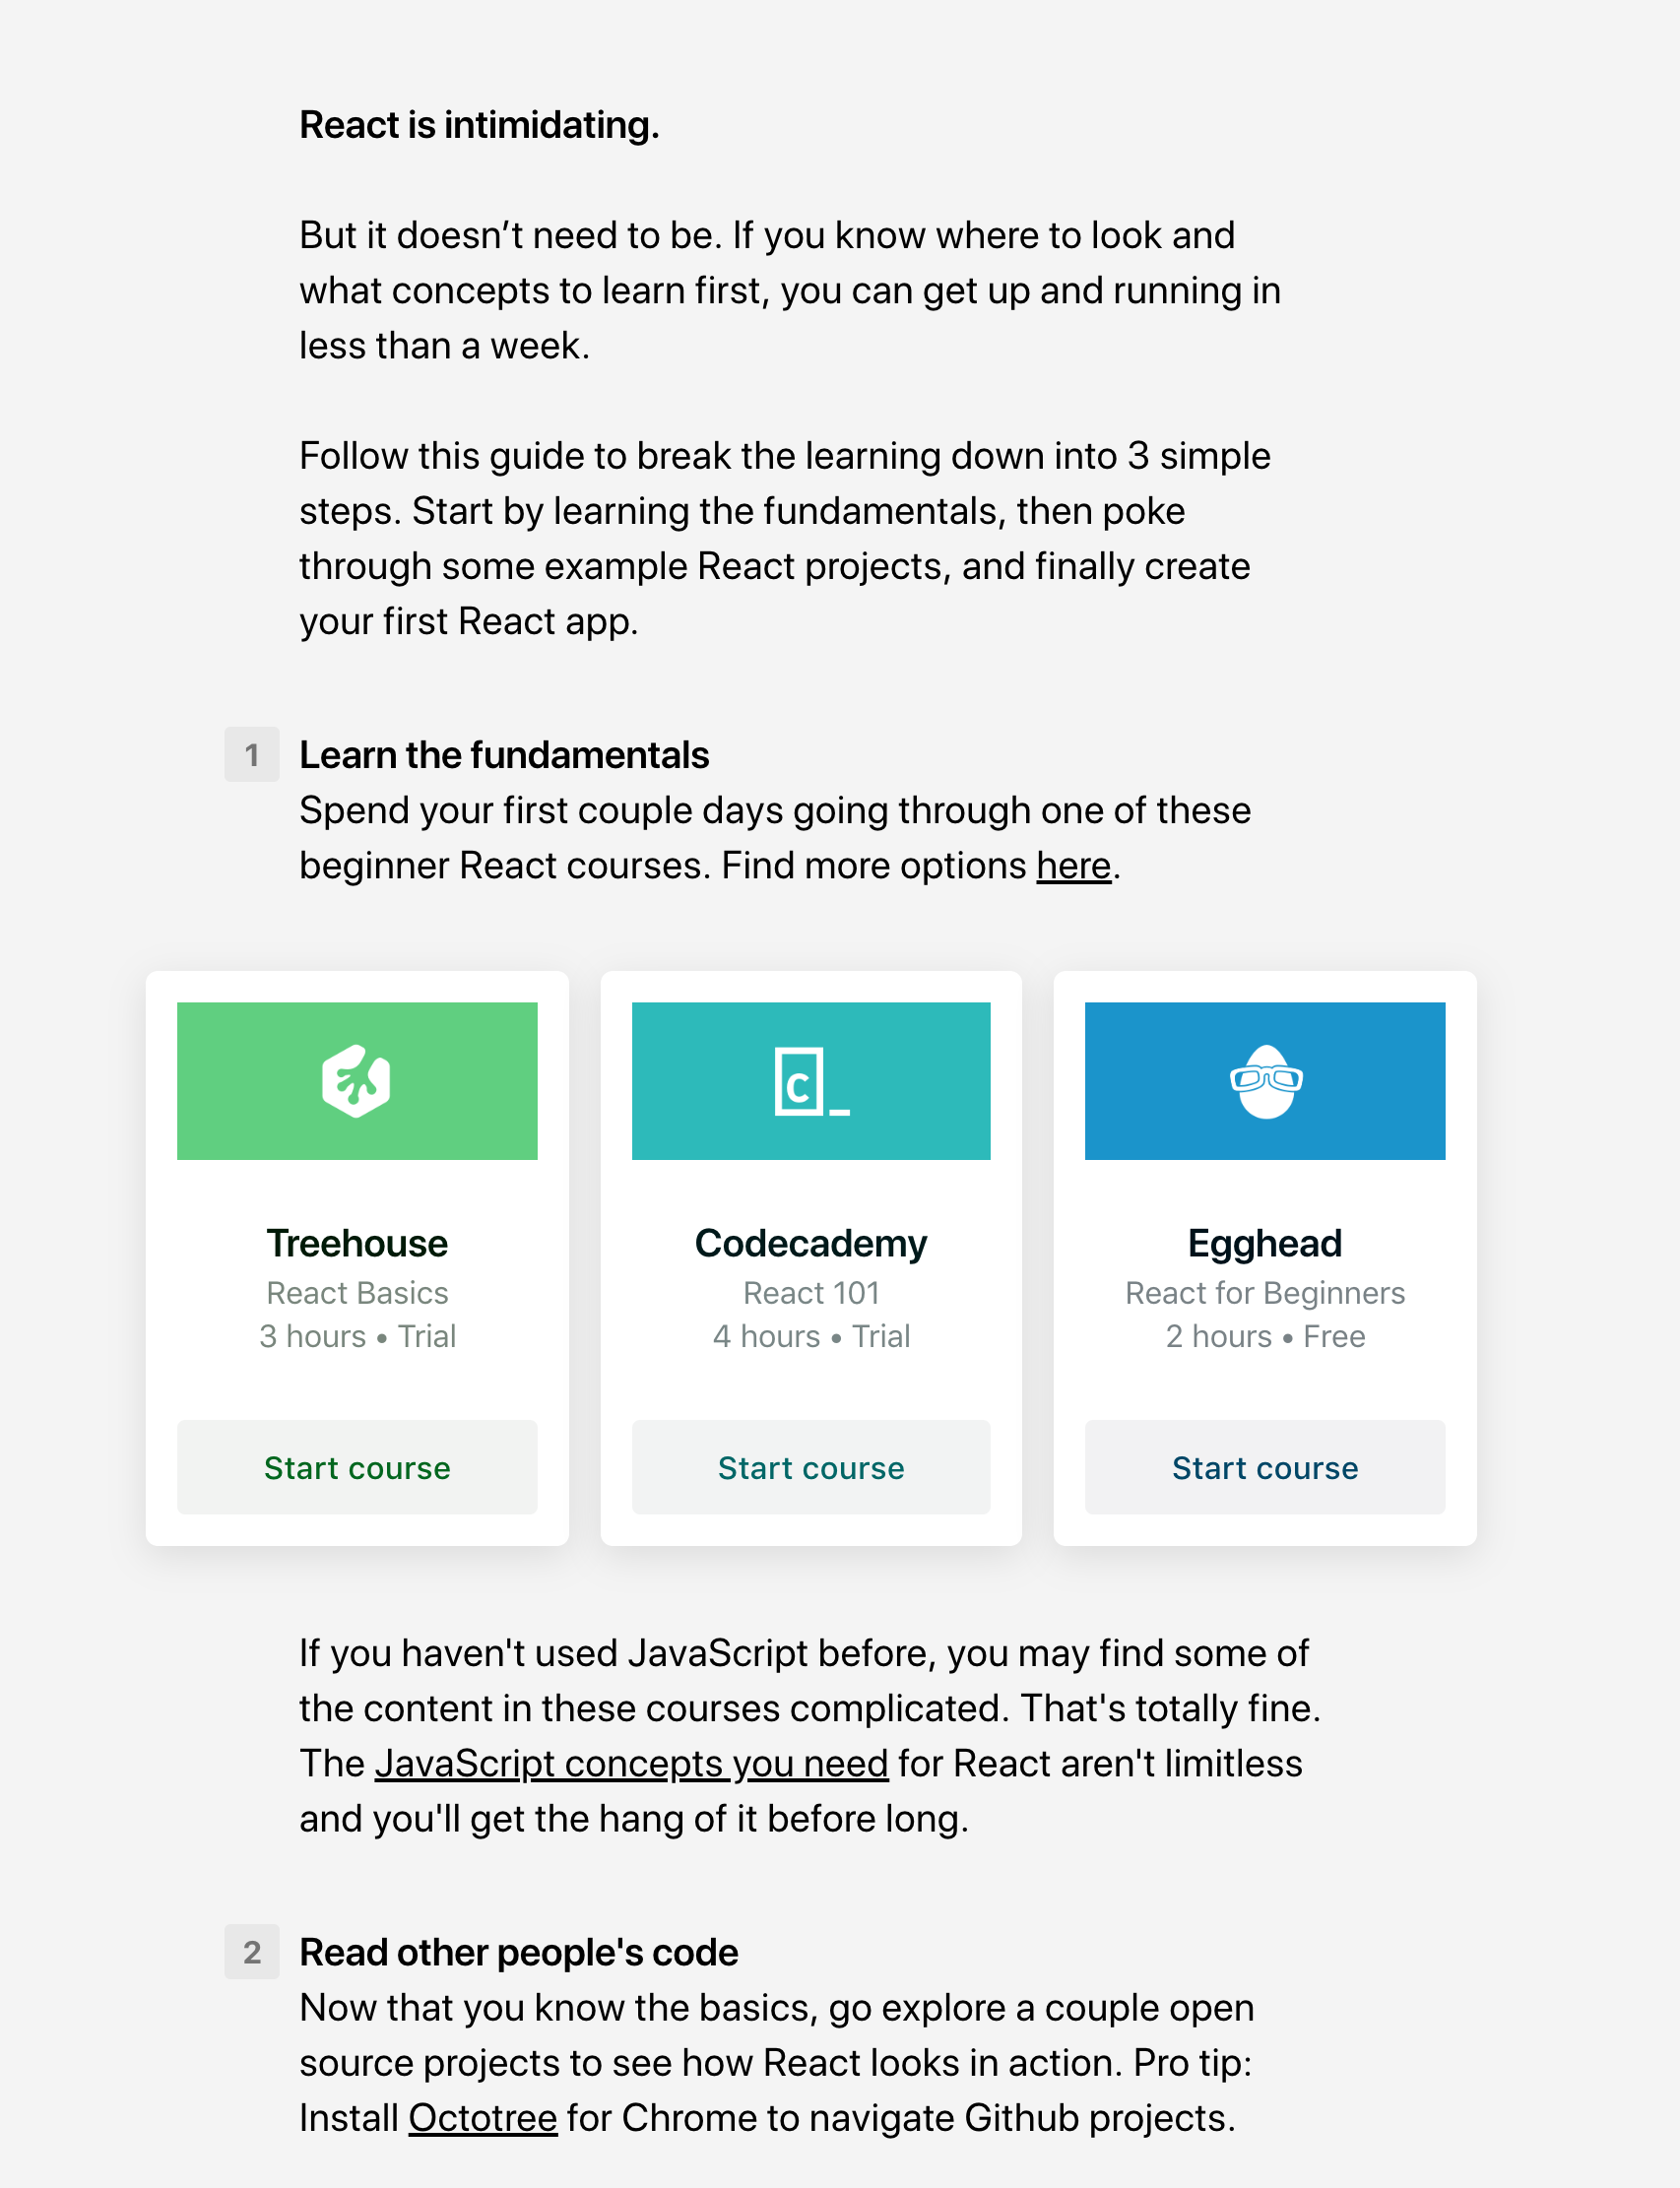 React is intimidating.
But it doesn’t need to be. If you know where to look and
what concepts to learn first, you can get up and running in
less than a week.
Follow this guide to break the learning down into 3 simple
steps. Start by learning the fundamentals, then poke
through some example React projects, and finally create
your first React app.
1 Learn the fundamentals
Spend your first couple days going through one of these
beginner React courses. Find more options here.
C_
Treehouse
React Basics
3 hours • Trial
Start course
Codecademy
React 101
4 hours • Trial
Start course
Egghead
React for Beginners
2 hours • Free
Start course
If you haven't used JavaScript before, you may find some of
the content in these courses complicated. That's totally fine.
The JavaScript concepts you need for React aren't limitless
and you'll get the hang of it before long.
2 Read other people's code
Now that you know the basics, go explore a couple open
source projects to see how React looks in action. Pro tip:
Install Octotree for Chrome to navigate Github projects.